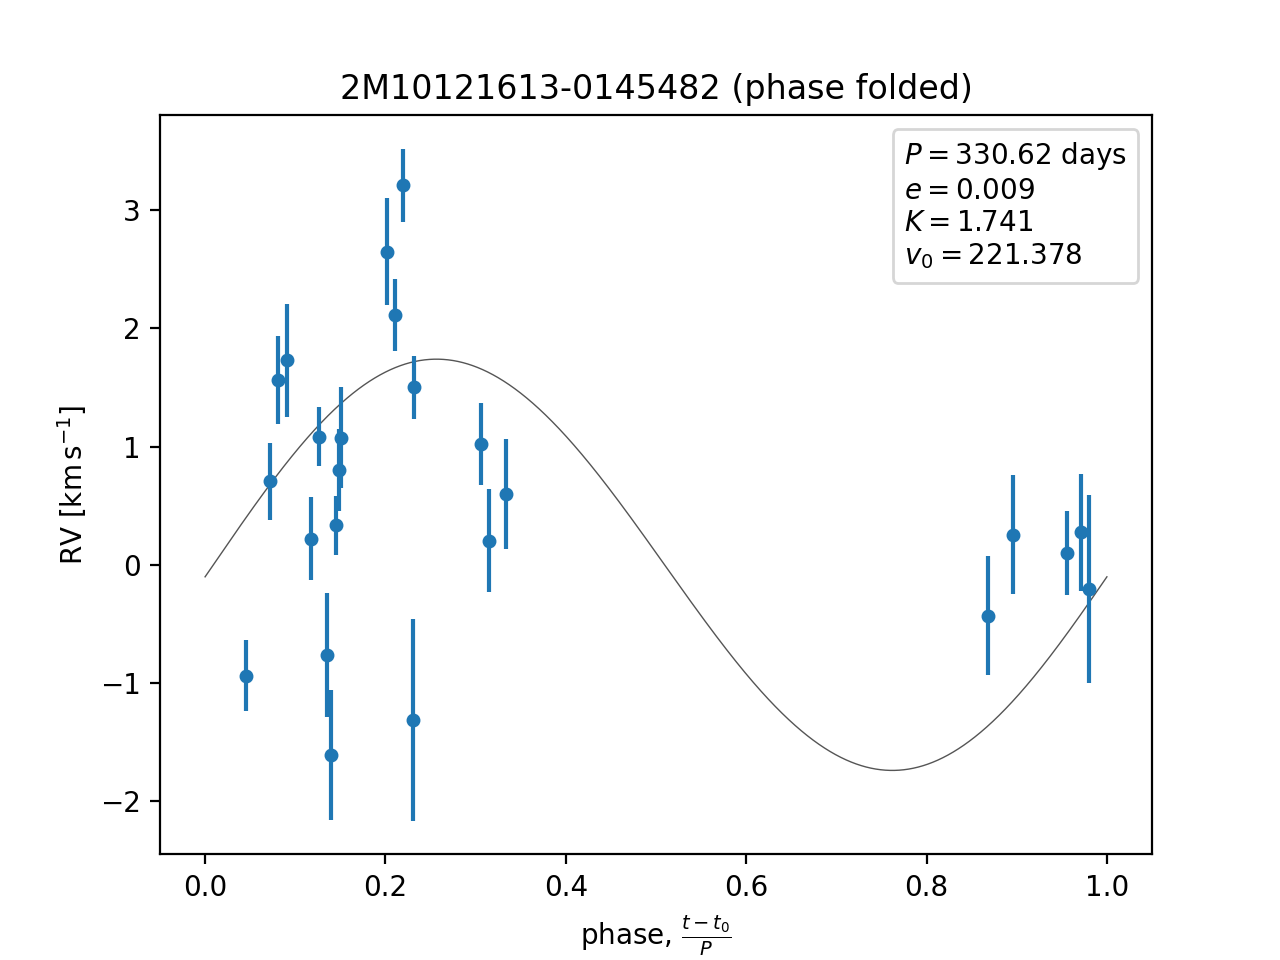 2M10121613-0145482 (phase folded)
P = 330.62 days
e = 0.009
K = 1.741
v₀ = 221.378
RV [km s⁻¹]
3
2
1
0
−1
−2
0.0 0.2 0.4 0.6 0.8 1.0
phase, (t − t₀)/P